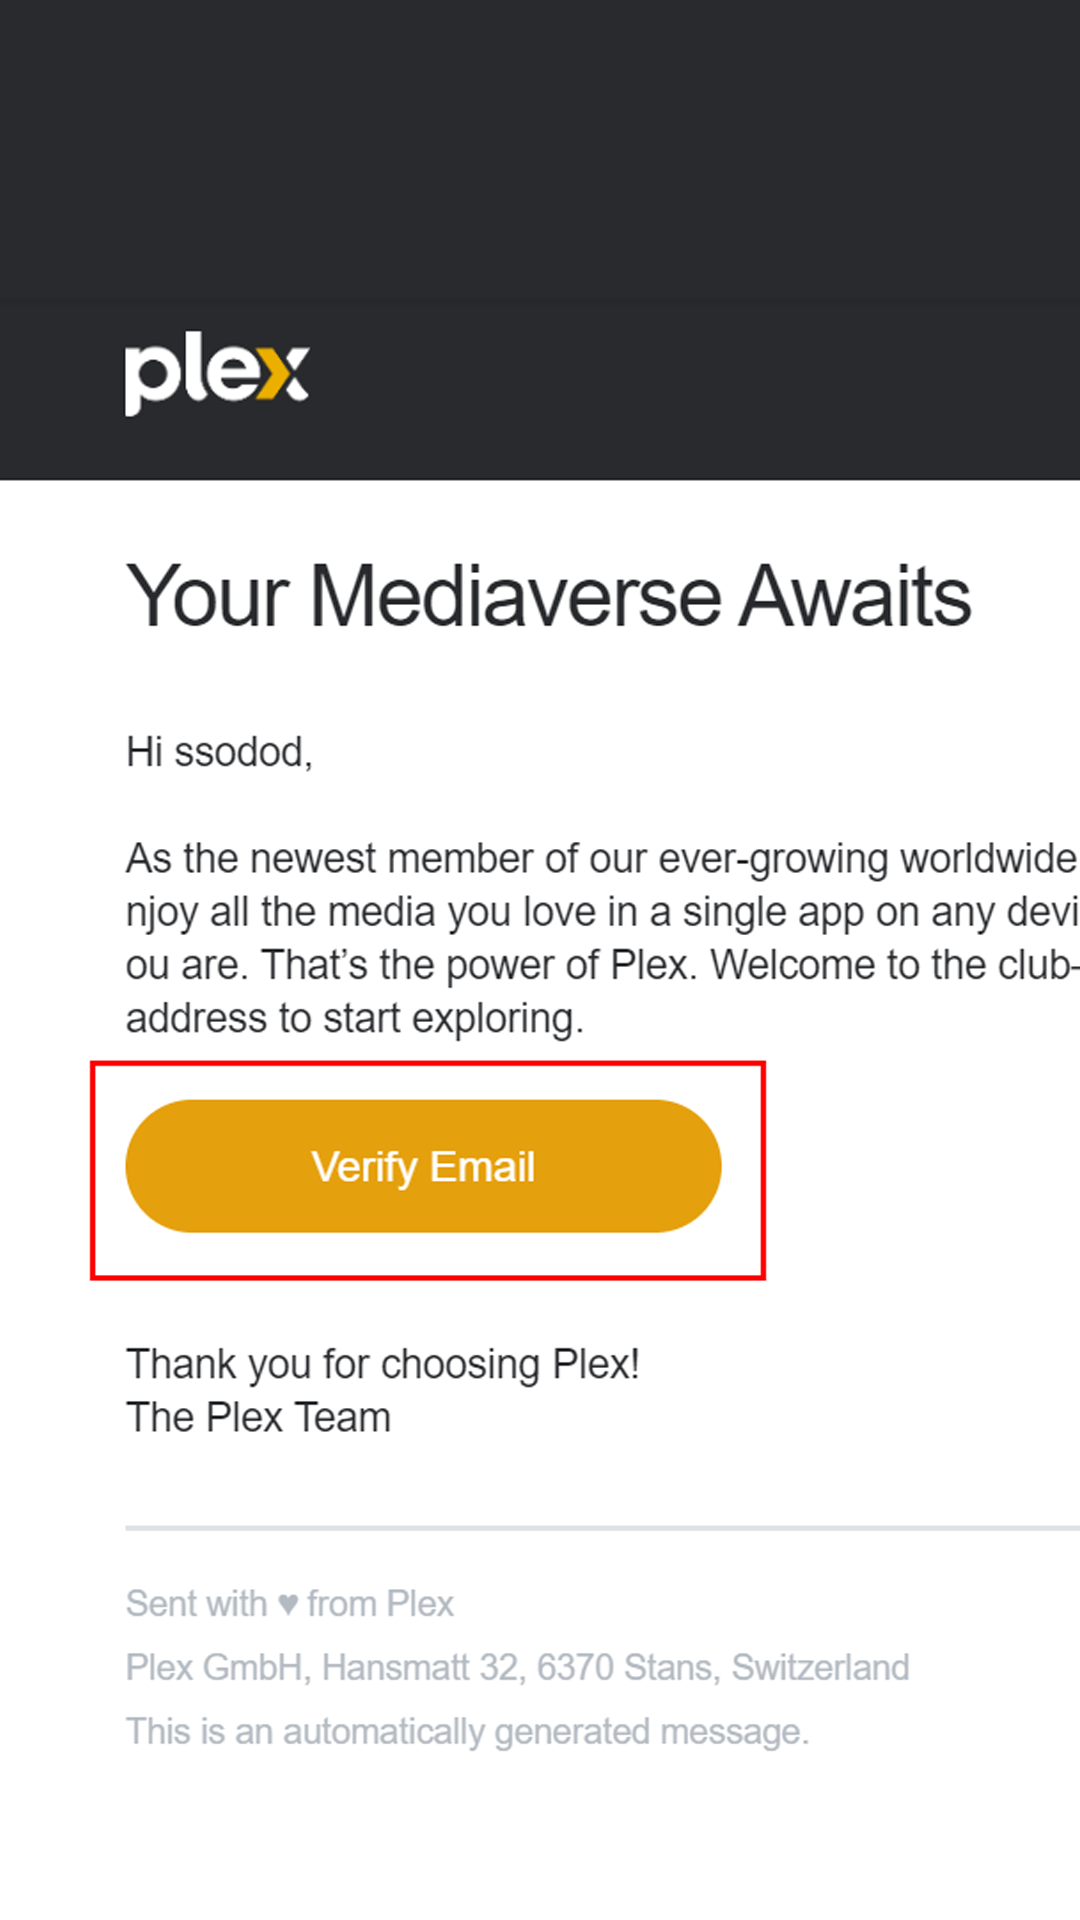 plex
Your Mediaverse Awaits
Hi ssodod,
As the newest member of our ever-growing worldwide
njoy all the media you love in a single app on any devi
ou are. That’s the power of Plex. Welcome to the club-
address to start exploring.
Verify Email
Thank you for choosing Plex!
The Plex Team
Sent with ♥ from Plex
Plex GmbH, Hansmatt 32, 6370 Stans, Switzerland
This is an automatically generated message.